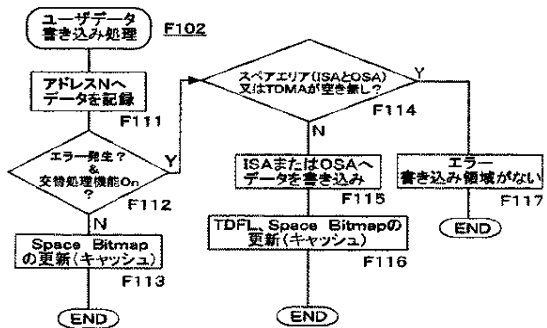 ユーザデータ
書き込み処理
F102
アドレスNへ
データを記録
F111
エラー発生?
&
交替処理機能On
?
Y
F112
N
Space Bitmap
の更新(キャッシュ)
F113
END
スペアエリア(ISAとOSA)
又はTDMAが空き無し?
Y
F114
N
ISAまたはOSAへ
データを書き込み
F115
TDFL、Space Bitmapの
更新(キャッシュ)
F116
END
エラー
書き込み領域がない
F117
END